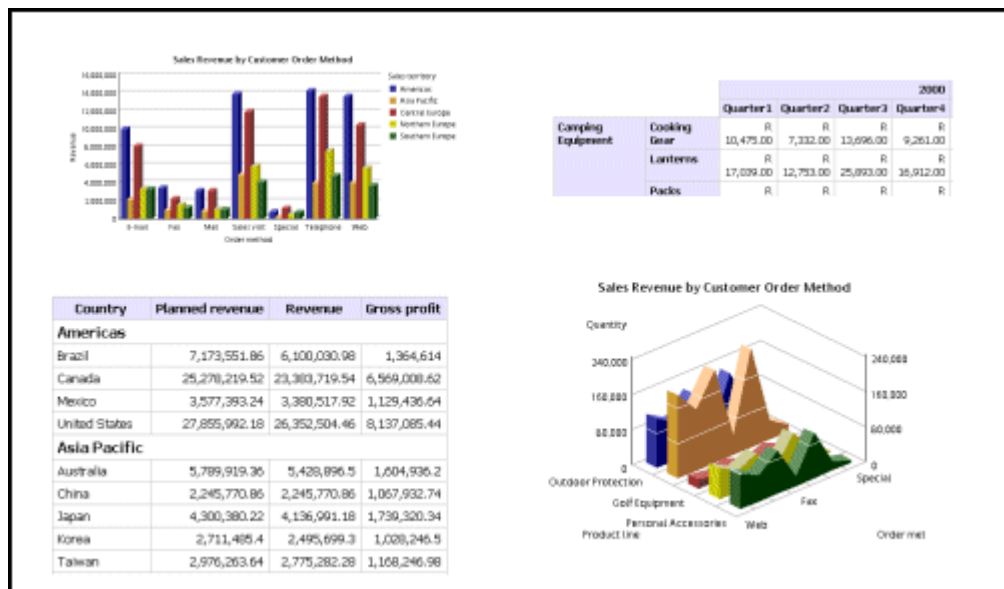 Sales Revenue by Customer Order Method
Sales territory
Americas
Asia Pacific
Central Europe
Northern Europe
Southern Europe
Revenue
16,000,000
14,000,000
12,000,000
10,000,000
8,000,000
6,000,000
4,000,000
2,000,000
0
E-mail Fax Mail Sales visit Special Telephone Web
Order method
2000
Quarter1 Quarter2 Quarter3 Quarter4
Camping Equipment
Cooking Gear
R 10,475.00 R 7,332.00 R 13,696.00 R 9,261.00
Lanterns
R 17,039.00 R 12,753.00 R 25,893.00 R 16,912.00
Packs R R R R
Country Planned revenue Revenue Gross profit
Americas
Brazil 7,173,551.86 6,100,030.98 1,364,614
Canada 25,278,219.52 23,383,719.54 6,569,008.62
Mexico 3,577,393.24 3,380,517.92 1,129,436.64
United States 27,855,992.18 26,352,504.46 8,137,085.44
Asia Pacific
Australia 5,789,919.36 5,428,896.5 1,604,936.2
China 2,245,770.86 2,245,770.86 1,067,932.74
Japan 4,300,380.22 4,136,991.18 1,739,320.34
Korea 2,711,485.4 2,495,699.3 1,028,246.5
Taiwan 2,976,263.64 2,775,282.28 1,168,246.98
Sales Revenue by Customer Order Method
Quantity
240,000 240,000
160,000 160,000
80,000 80,000
0 0
Outdoor Protection
Golf Equipment
Personal Accessories
Product line
Web
Fax
Special
Order met